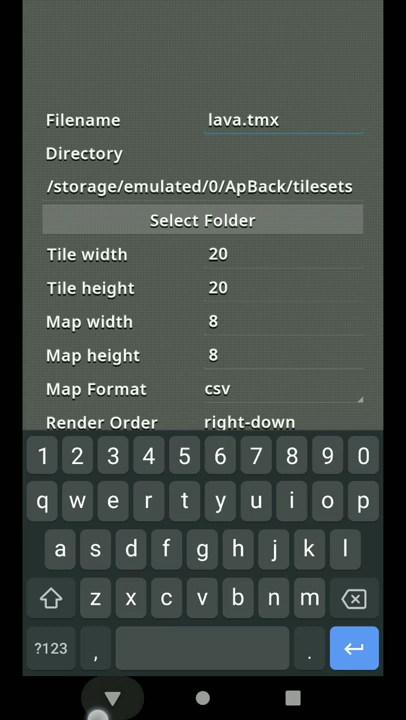 Filename lava.tmx
Directory
/storage/emulated/0/ApBack/tilesets
Select Folder
Tile width 20
Tile height 20
Map width 8
Map height 8
Map Format csv
Render Order right-down
1 2 3 4 5 6 7 8 9 0
q w e r t y u i o p
a s d f g h j k l
z x c v b n m
?123 , .